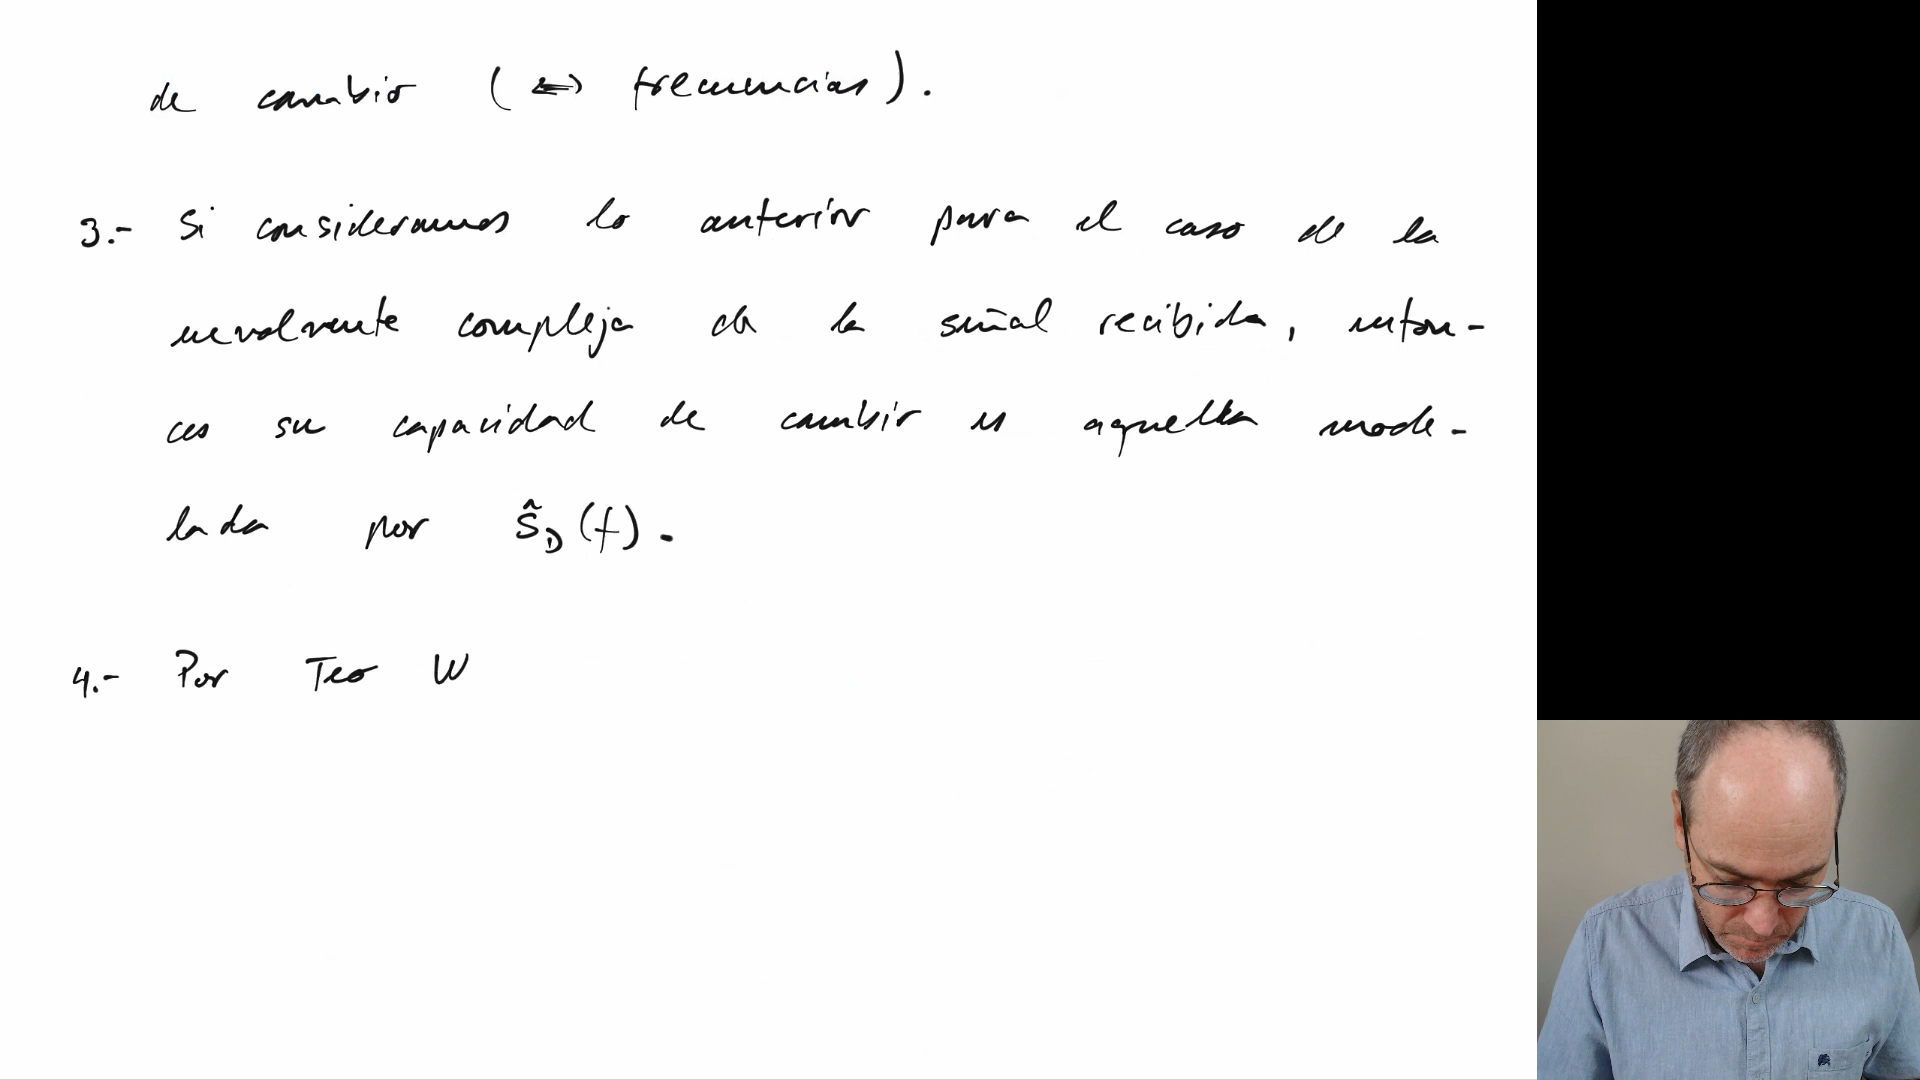 de cambio (⇔ frecuencias).
3.- Si consideramos lo anterior para el caso de la
envolvente compleja de la señal recibida, enton-
ces su capacidad de cambiar es aquella mode-
lada por Ŝ_D(f).
4.- Por Teo W